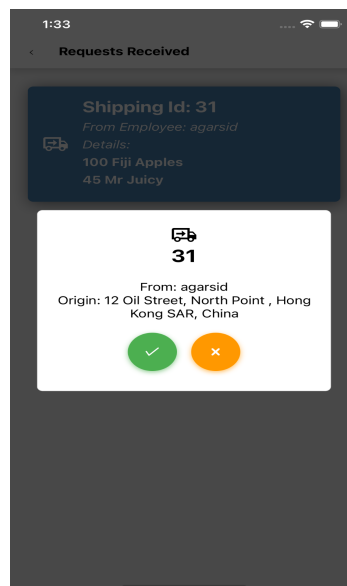 1:33
Requests Received
Shipping Id: 31
From Employee: agarsid
Details:
100 Fiji Apples
45 Mr Juicy
31
From: agarsid
Origin: 12 Oil Street, North Point , Hong
Kong SAR, China